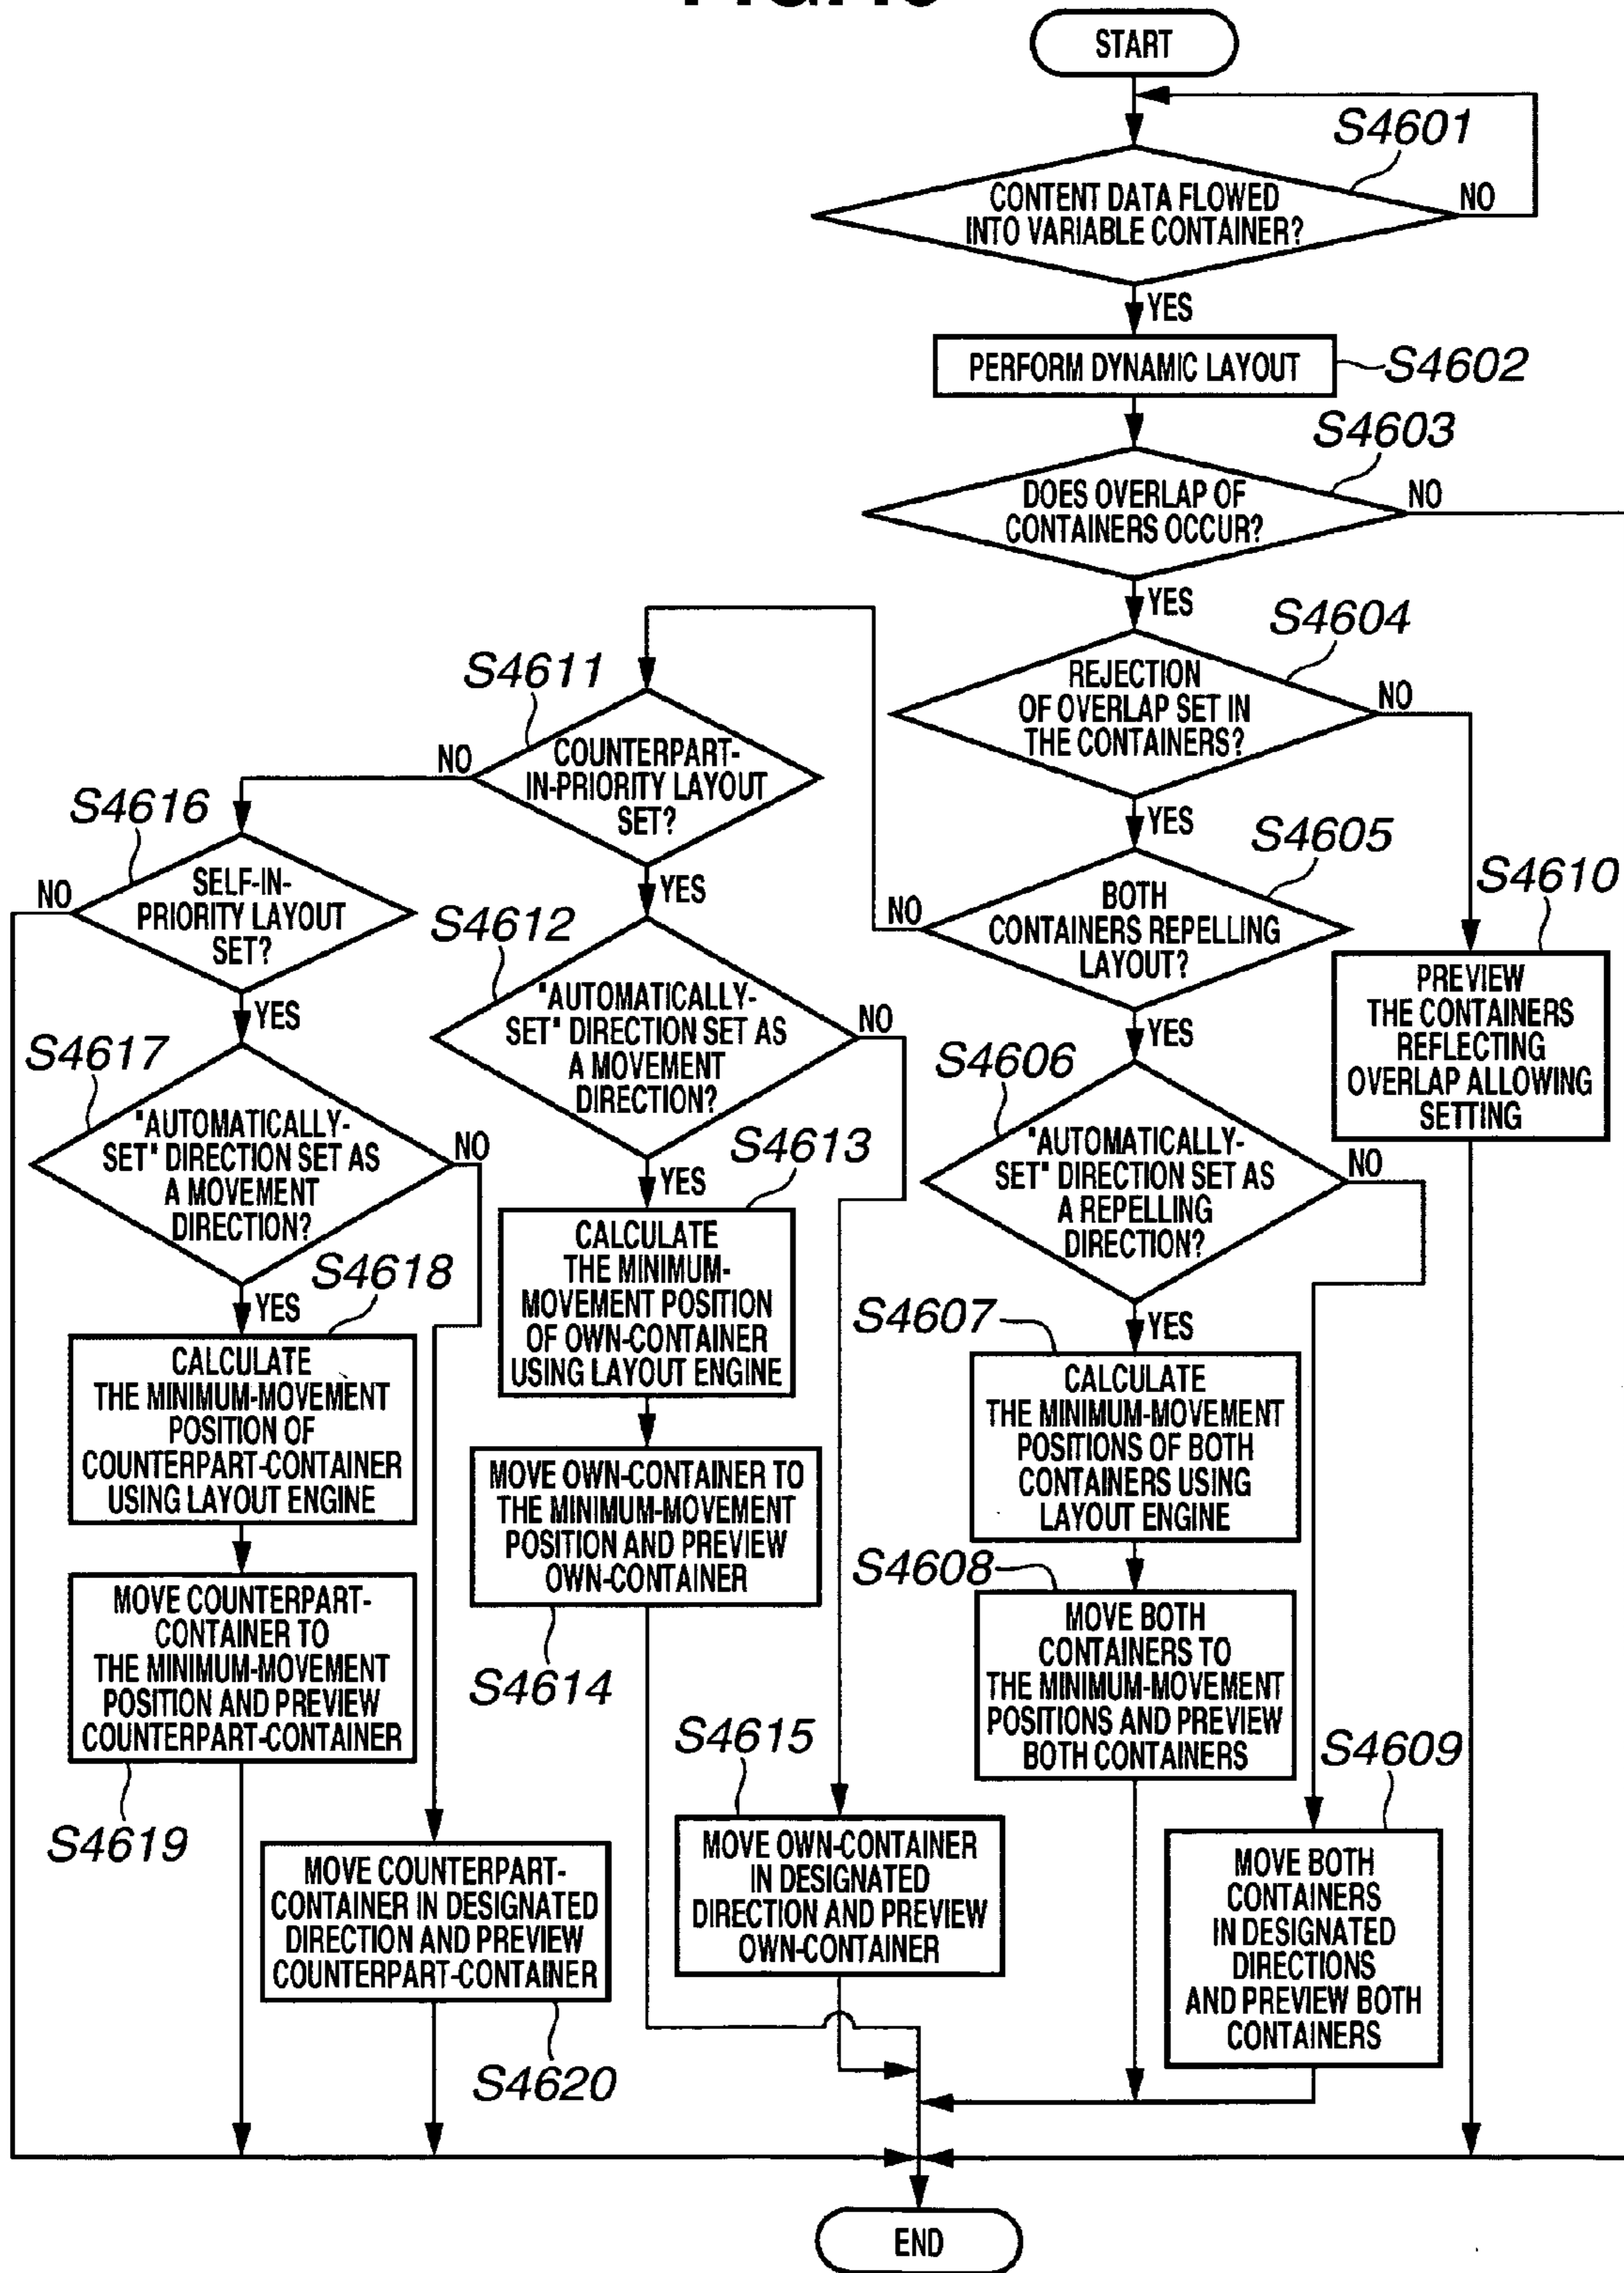 START
S4601
CONTENT DATA FLOWED
INTO VARIABLE CONTAINER?
NO
YES
PERFORM DYNAMIC LAYOUT
S4602
S4603
DOES OVERLAP OF
CONTAINERS OCCUR?
NO
YES
S4604
REJECTION
OF OVERLAP SET IN
THE CONTAINERS?
NO
YES
S4605
BOTH
CONTAINERS REPELLING
LAYOUT?
NO
YES
S4606
"AUTOMATICALLY-
SET" DIRECTION SET AS
A REPELLING
DIRECTION?
NO
YES
S4607
CALCULATE
THE MINIMUM-MOVEMENT
POSITIONS OF BOTH
CONTAINERS USING
LAYOUT ENGINE
S4608
MOVE BOTH
CONTAINERS TO
THE MINIMUM-MOVEMENT
POSITIONS AND PREVIEW
BOTH CONTAINERS
S4609
MOVE BOTH
CONTAINERS
IN DESIGNATED
DIRECTIONS
AND PREVIEW BOTH
CONTAINERS
S4610
PREVIEW
THE CONTAINERS
REFLECTING
OVERLAP ALLOWING
SETTING
S4611
COUNTERPART-
IN-PRIORITY LAYOUT
SET?
NO
YES
S4612
"AUTOMATICALLY-
SET" DIRECTION SET AS
A MOVEMENT
DIRECTION?
NO
YES
S4613
CALCULATE
THE MINIMUM-
MOVEMENT POSITION
OF OWN-CONTAINER
USING LAYOUT ENGINE
MOVE OWN-CONTAINER TO
THE MINIMUM-MOVEMENT
POSITION AND PREVIEW
OWN-CONTAINER
S4614
S4615
MOVE OWN-CONTAINER
IN DESIGNATED
DIRECTION AND PREVIEW
OWN-CONTAINER
S4616
SELF-IN-
PRIORITY LAYOUT
SET?
NO
YES
S4617
"AUTOMATICALLY-
SET" DIRECTION SET AS
A MOVEMENT
DIRECTION?
NO
YES
S4618
CALCULATE
THE MINIMUM-MOVEMENT
POSITION OF
COUNTERPART-CONTAINER
USING LAYOUT ENGINE
MOVE COUNTERPART-
CONTAINER TO
THE MINIMUM-MOVEMENT
POSITION AND PREVIEW
COUNTERPART-CONTAINER
S4619
MOVE COUNTERPART-
CONTAINER IN DESIGNATED
DIRECTION AND PREVIEW
COUNTERPART-CONTAINER
S4620
END